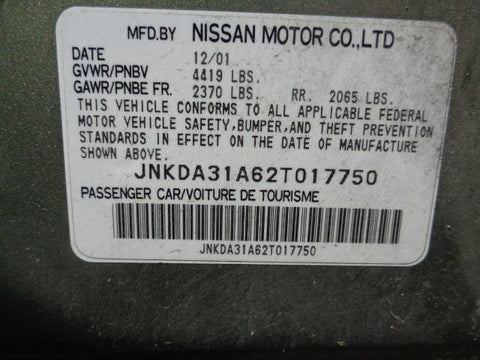 MFD.BY NISSAN MOTOR CO.,LTD
DATE 12/01
GVWR/PNBV 4419 LBS.
GAWR/PNBE FR. 2370 LBS. RR. 2065 LBS.
THIS VEHICLE CONFORMS TO ALL APPLICABLE FEDERAL
MOTOR VEHICLE SAFETY,BUMPER,AND THEFT PREVENTION
STANDARDS IN EFFECT ON THE DATE OF MANUFACTURE
SHOWN ABOVE.
JNKDA31A62T017750
PASSENGER CAR/VOITURE DE TOURISME
JNKDA31A62T017750